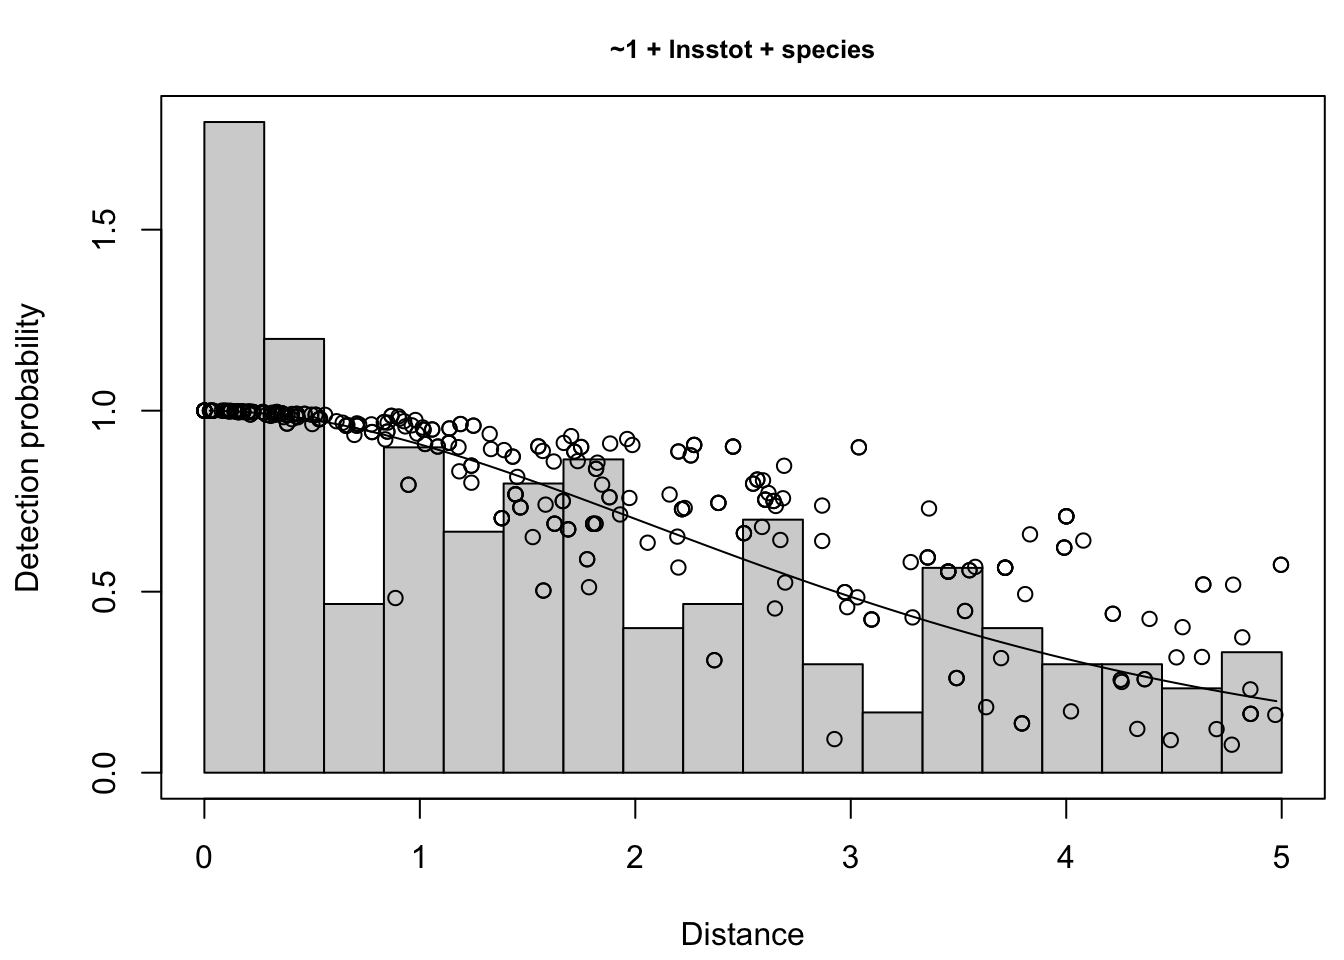 ~1 + lnsstot + species
Detection probability
1.5
1.0
0.5
0.0
0 1 2 3 4 5
Distance